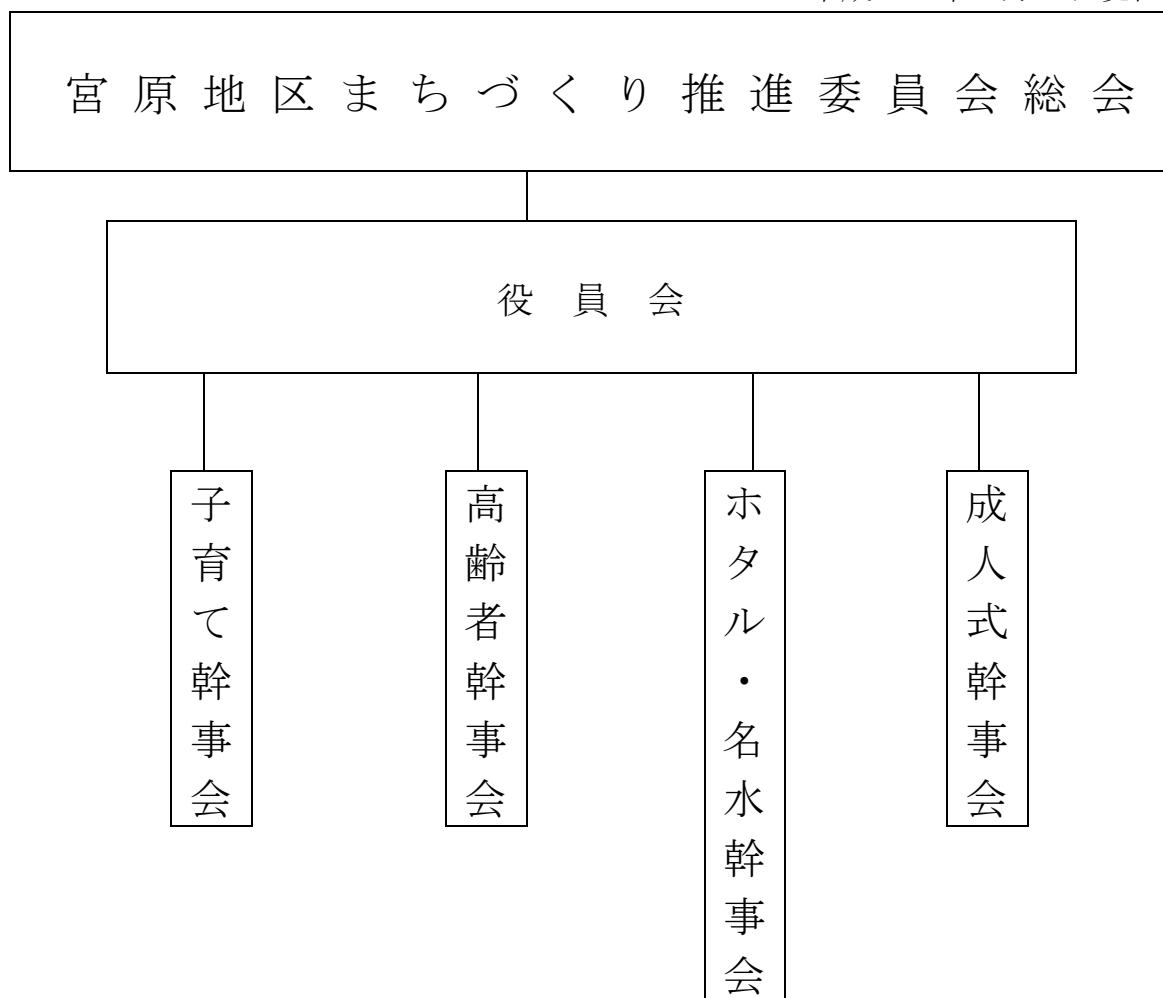 宮原地区まちづくり推進委員会総会
役員会
子育て幹事会
高齢者幹事会
ホタル・名水幹事会
成人式幹事会